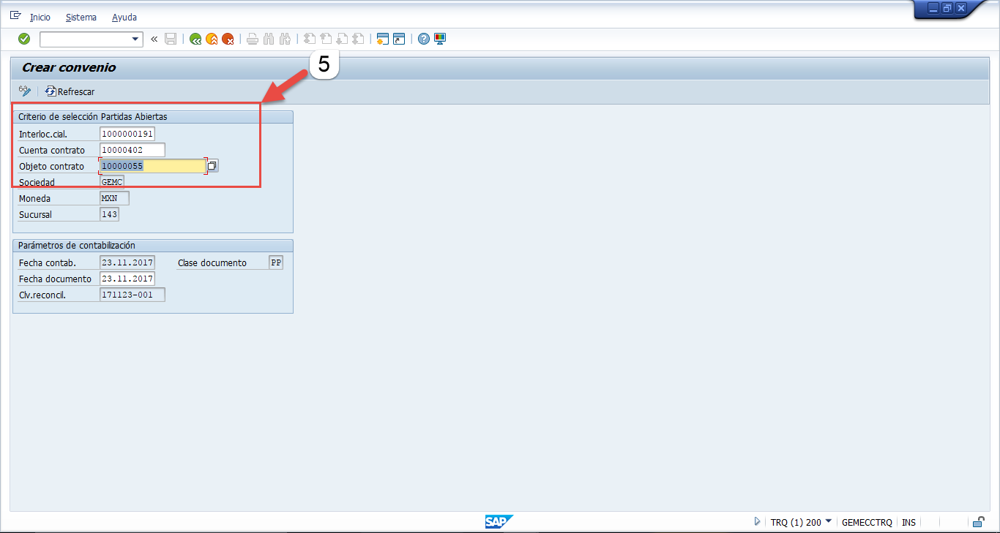 Inicio Sistema Ayuda
Crear convenio
5
Refrescar
Criterio de selección Partidas Abiertas
Interloc.cial. 1000000191
Cuenta contrato 10000402
Objeto contrato 10000055
Sociedad GEMC
Moneda MXN
Sucursal 143
Parámetros de contabilización
Fecha contab. 23.11.2017 Clase documento PP
Fecha documento 23.11.2017
Clv.reconcil. 171123-001
SAP TRQ (1) 200 GEMECCTRQ INS